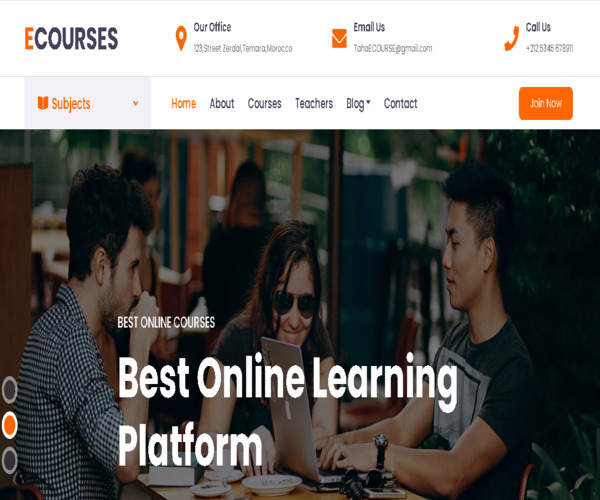 ECOURSES
Our Office
123,Street Zerdal,Temara,Morocco
Email Us
TahaECOURSE@gmail.com
Call Us
+212 5346 678911
Subjects
Home About Courses Teachers Blog Contact
Join Now
BEST ONLINE COURSES
Best Online Learning
Platform